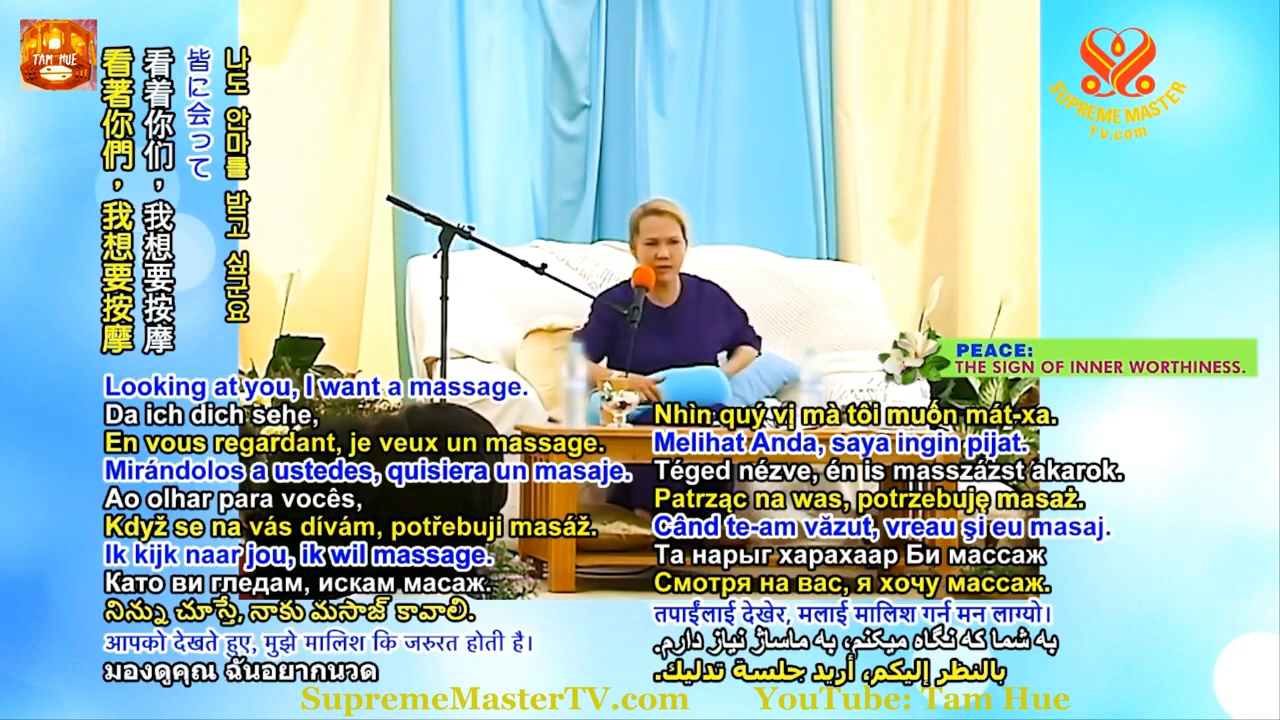 TAM HUE
看著你們，我想要按摩
看着你们，我想要按摩
皆に会って
나도 안마를 받고 싶군요
SUPREME MASTER
TV.com
PEACE:
THE SIGN OF INNER WORTHINESS.
Looking at you, I want a massage.
Da ich dich sehe,
En vous regardant, je veux un massage.
Mirándolos a ustedes, quisiera un masaje.
Ao olhar para vocês,
Když se na vás dívám, potřebuji masáž.
Ik kijk naar jou, ik wil massage.
Като ви гледам, искам масаж.
నిన్ను చూస్తే, నాకు మసాజ్ కావాలి.
आपको देखते हुए, मुझे मालिश कि जरुरत होती है।
มองดูคุณ ฉันอยากนวด
Nhìn quý vị mà tôi muốn mát-xa.
Melihat Anda, saya ingin pijat.
Téged nézve, én is masszázst akarok.
Patrząc na was, potrzebuję masaż.
Când te-am văzut, vreau şi eu masaj.
Та нарыг харахаар Би массаж
Смотря на вас, я хочу массаж.
तपाईंलाई देखेर, मलाई मालिश गर्न मन लाग्यो।
به شما که نگاه میکنم، به ماساژ نیاز دارم.
بالنظر إليكم، أريد جلسة تدليك.
SupremeMasterTV.com
YouTube: Tam Hue